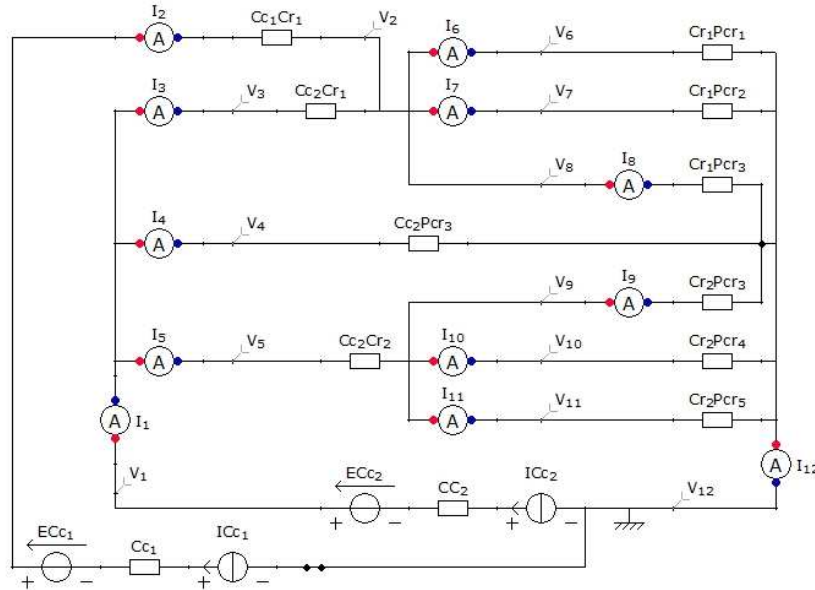 I₂ Cc₁Cr₁ V₂
I₆ V₆ Cr₁Pcr₁
A A
I₃ V₃ Cc₂Cr₁ I₇ V₇ Cr₁Pcr₂
A A
V₈ I₈ Cr₁Pcr₃
A
I₄ V₄ Cc₂Pcr₃
A
V₉ I₉ Cr₂Pcr₃
A
I₅ V₅ Cc₂Cr₂ I₁₀ V₁₀ Cr₂Pcr₄
A A
I₁₁ V₁₁ Cr₂Pcr₅
A I₁ A
A I₁₂
V₁ ECc₂ CC₂ ICc₂ V₁₂
+ − + −
ECc₁ Cc₁ ICc₁
+ − + −